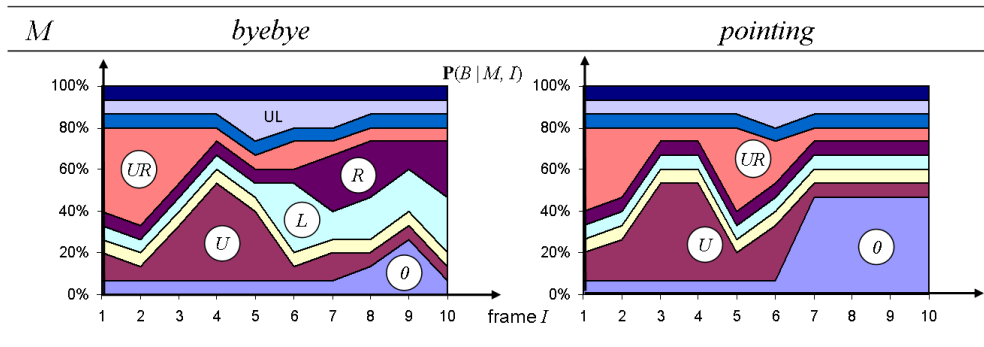 M byebye pointing
P(B | M, I)
100% 100%
80% UL 80%
60% UR R 60% UR
40% L 40%
20% U 20% U
0 0
0% 0%
1 2 3 4 5 6 7 8 9 10 1 2 3 4 5 6 7 8 9 10
frame I